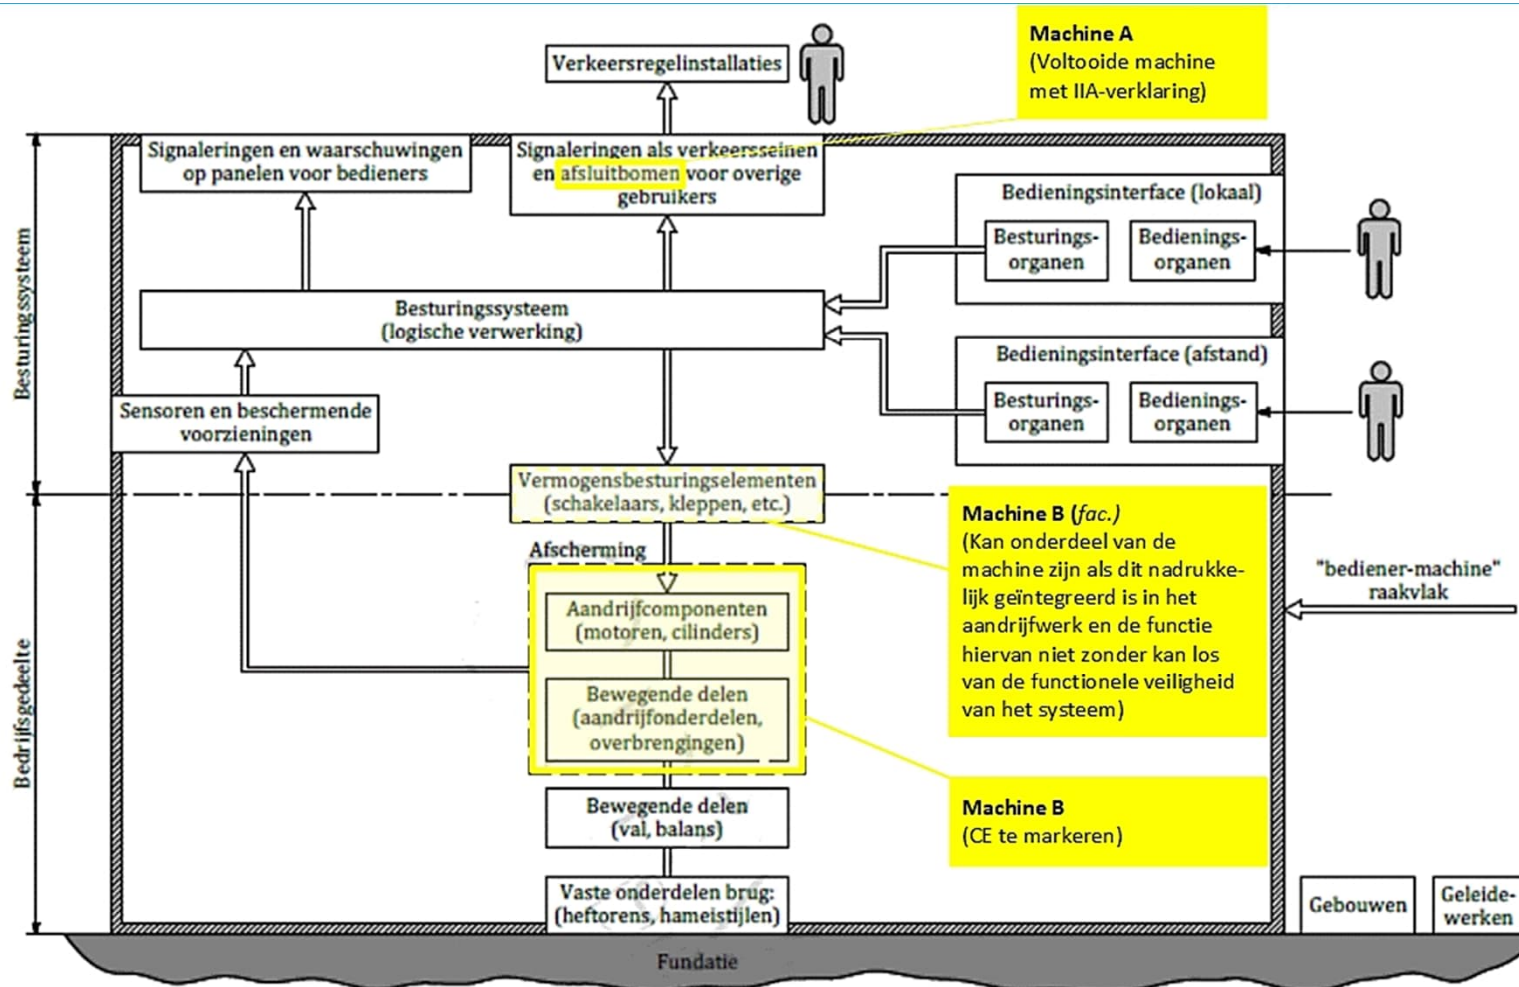 Machine A
(Voltooide machine
met IIA-verklaring)
Verkeersregelinstallaties
Signaleringen en waarschuwingen
op panelen voor bedieners
Signaleringen als verkeersseinen
en afsluitbomen voor overige
gebruikers
Bedieningsinterface (lokaal)
Besturings-
organen
Bedienings-
organen
Besturingssysteem
Besturingssysteem
(logische verwerking)
Bedieningsinterface (afstand)
Besturings-
organen
Bedienings-
organen
Sensoren en beschermende
voorzieningen
Vermogensbesturingselementen
(schakelaars, kleppen, etc.)
Machine B (fac.)
(Kan onderdeel van de
machine zijn als dit nadrukke-
lijk geïntegreerd is in het
aandrijfwerk en de functie
hiervan niet zonder kan los
van de functionele veiligheid
van het systeem)
Afscherming
"bediener-machine"
raakvlak
Aandrijfcomponenten
(motoren, cilinders)
Bedrijfsgedeelte
Bewegende delen
(aandrijfonderdelen,
overbrengingen)
Machine B
(CE te markeren)
Bewegende delen
(val, balans)
Vaste onderdelen brug:
(heftorens, hameistijlen)
Gebouwen
Geleide-
werken
Fundatie